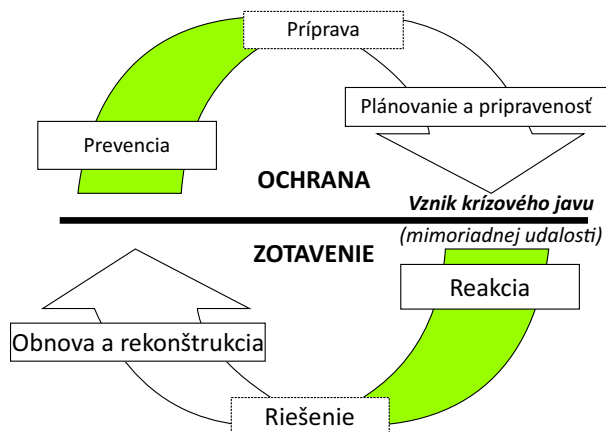 Príprava
Plánovanie a pripravenosť
Prevencia
OCHRANA
Vznik krízového javu
(mimoriadnej udalosti)
ZOTAVENIE
Reakcia
Obnova a rekonštrukcia
Riešenie